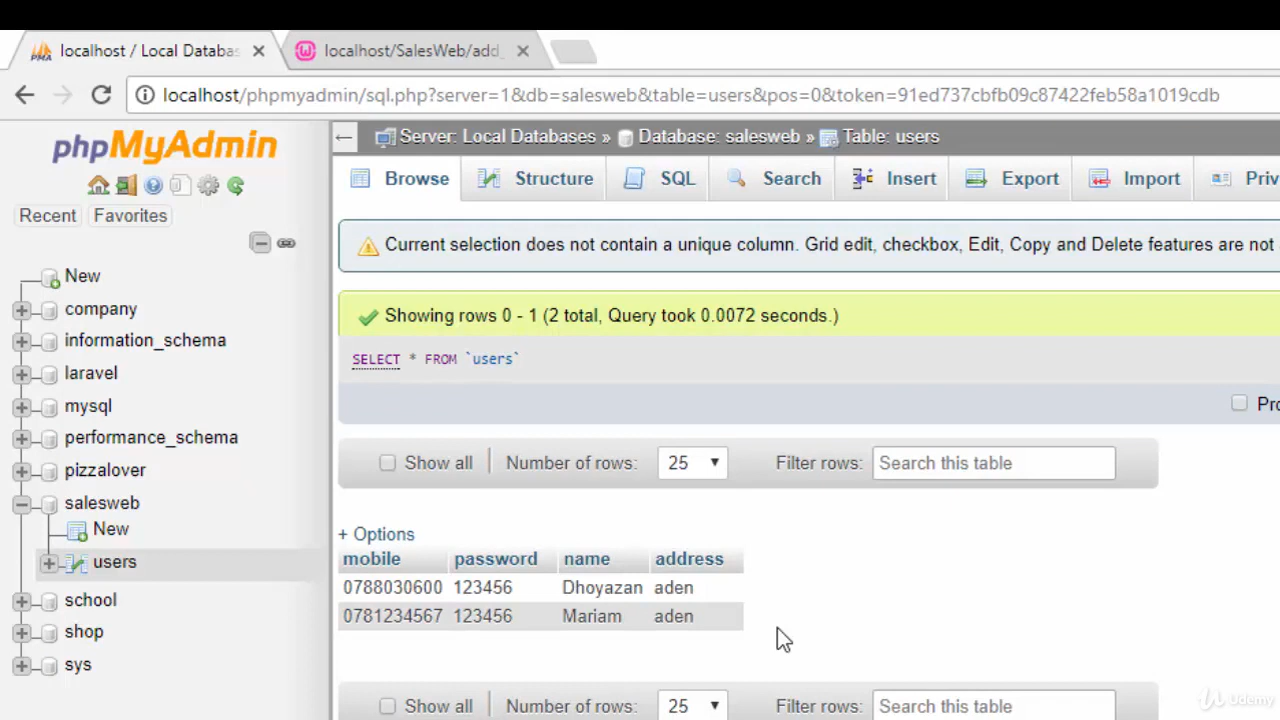 localhost / Local Databas
localhost/SalesWeb/add_
localhost/phpmyadmin/sql.php?server=1&db=salesweb&table=users&pos=0&token=91ed737cbfb09c87422feb58a1019cdb
phpMyAdmin
Recent Favorites
New
company
information_schema
laravel
mysql
performance_schema
pizzalover
salesweb
New
users
school
shop
sys
Server: Local Databases » Database: salesweb » Table: users
Browse Structure SQL Search Insert Export Import Priv
Current selection does not contain a unique column. Grid edit, checkbox, Edit, Copy and Delete features are not
Showing rows 0 - 1 (2 total, Query took 0.0072 seconds.)
SELECT * FROM `users`
Pro
Show all Number of rows: 25 Filter rows: Search this table
+ Options
mobile password name address
0788030600 123456 Dhoyazan aden
0781234567 123456 Mariam aden
Show all Number of rows: 25 Filter rows: Search this table
Udemy